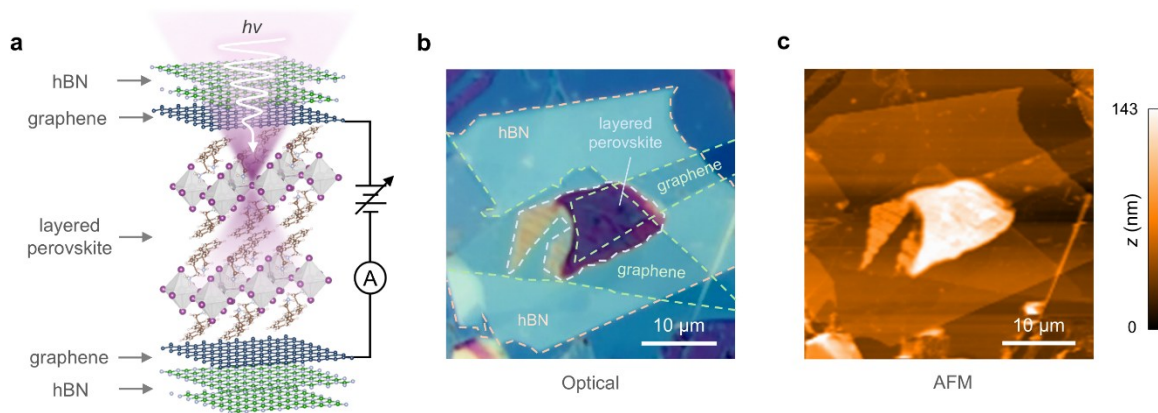 a
hν
hBN
graphene
layered
perovskite
graphene
hBN
A
b
hBN
layered
perovskite
graphene
graphene
hBN
10 µm
Optical
c
10 µm
AFM
143
z (nm)
0